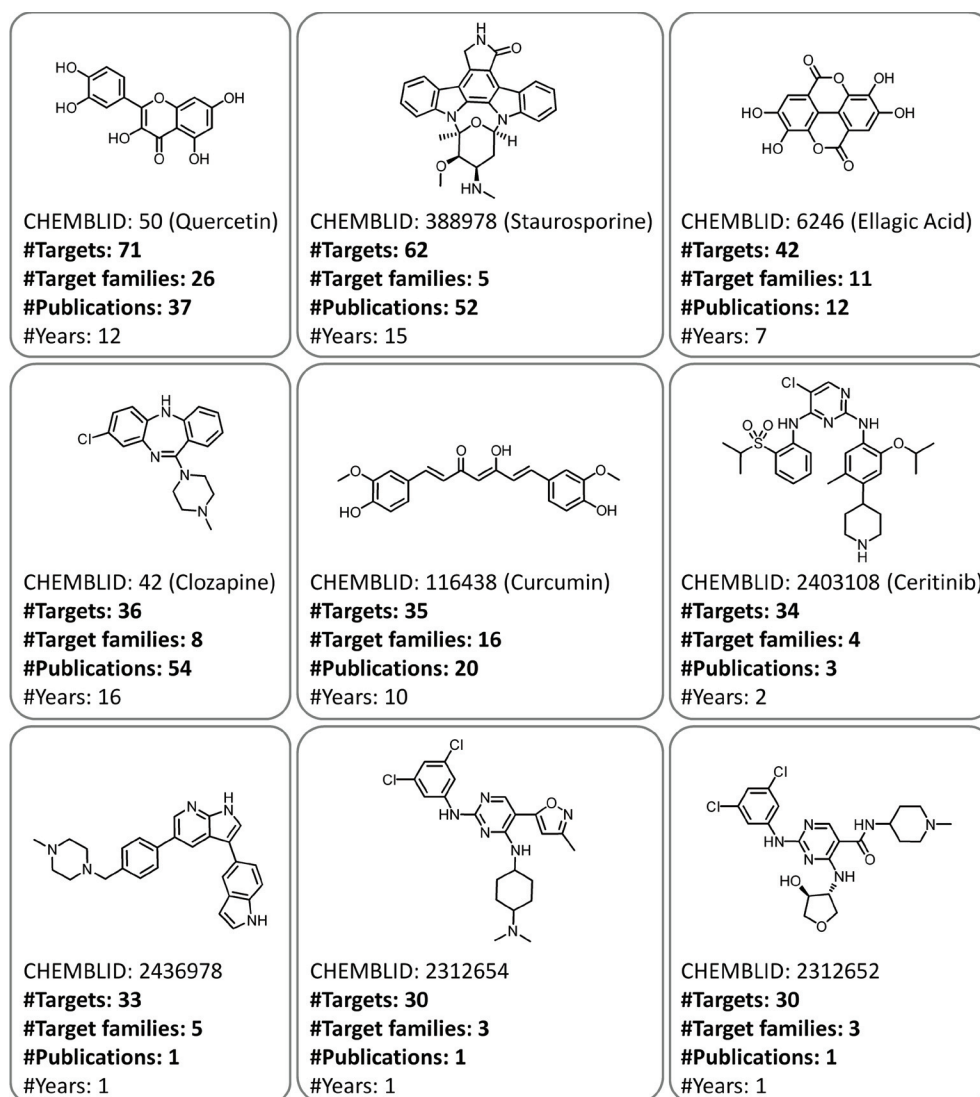 HO
HO
HO
O
O
OH
OH
CHEMBLID: 50 (Quercetin)
#Targets: 71
#Target families: 26
#Publications: 37
#Years: 12
H
N
O
N
O
N
H
O
HN
CHEMBLID: 388978 (Staurosporine)
#Targets: 62
#Target families: 5
#Publications: 52
#Years: 15
O
O
OH
HO
OH
HO
O
O
CHEMBLID: 6246 (Ellagic Acid)
#Targets: 42
#Target families: 11
#Publications: 12
#Years: 7
H
N
Cl
N
N
N
CHEMBLID: 42 (Clozapine)
#Targets: 36
#Target families: 8
#Publications: 54
#Years: 16
O
OH
O
O
HO
OH
CHEMBLID: 116438 (Curcumin)
#Targets: 35
#Target families: 16
#Publications: 20
#Years: 10
Cl
N
N
O
O
S
NH
NH
O
N
H
CHEMBLID: 2403108 (Ceritinib)
#Targets: 34
#Target families: 4
#Publications: 3
#Years: 2
N
H
N
N
N
NH
CHEMBLID: 2436978
#Targets: 33
#Target families: 5
#Publications: 1
#Years: 1
Cl
Cl
NH
N
N
O
N
NH
N
CHEMBLID: 2312654
#Targets: 30
#Target families: 3
#Publications: 1
#Years: 1
Cl
Cl
NH
N
N
HN
N
O
NH
HO
O
CHEMBLID: 2312652
#Targets: 30
#Target families: 3
#Publications: 1
#Years: 1